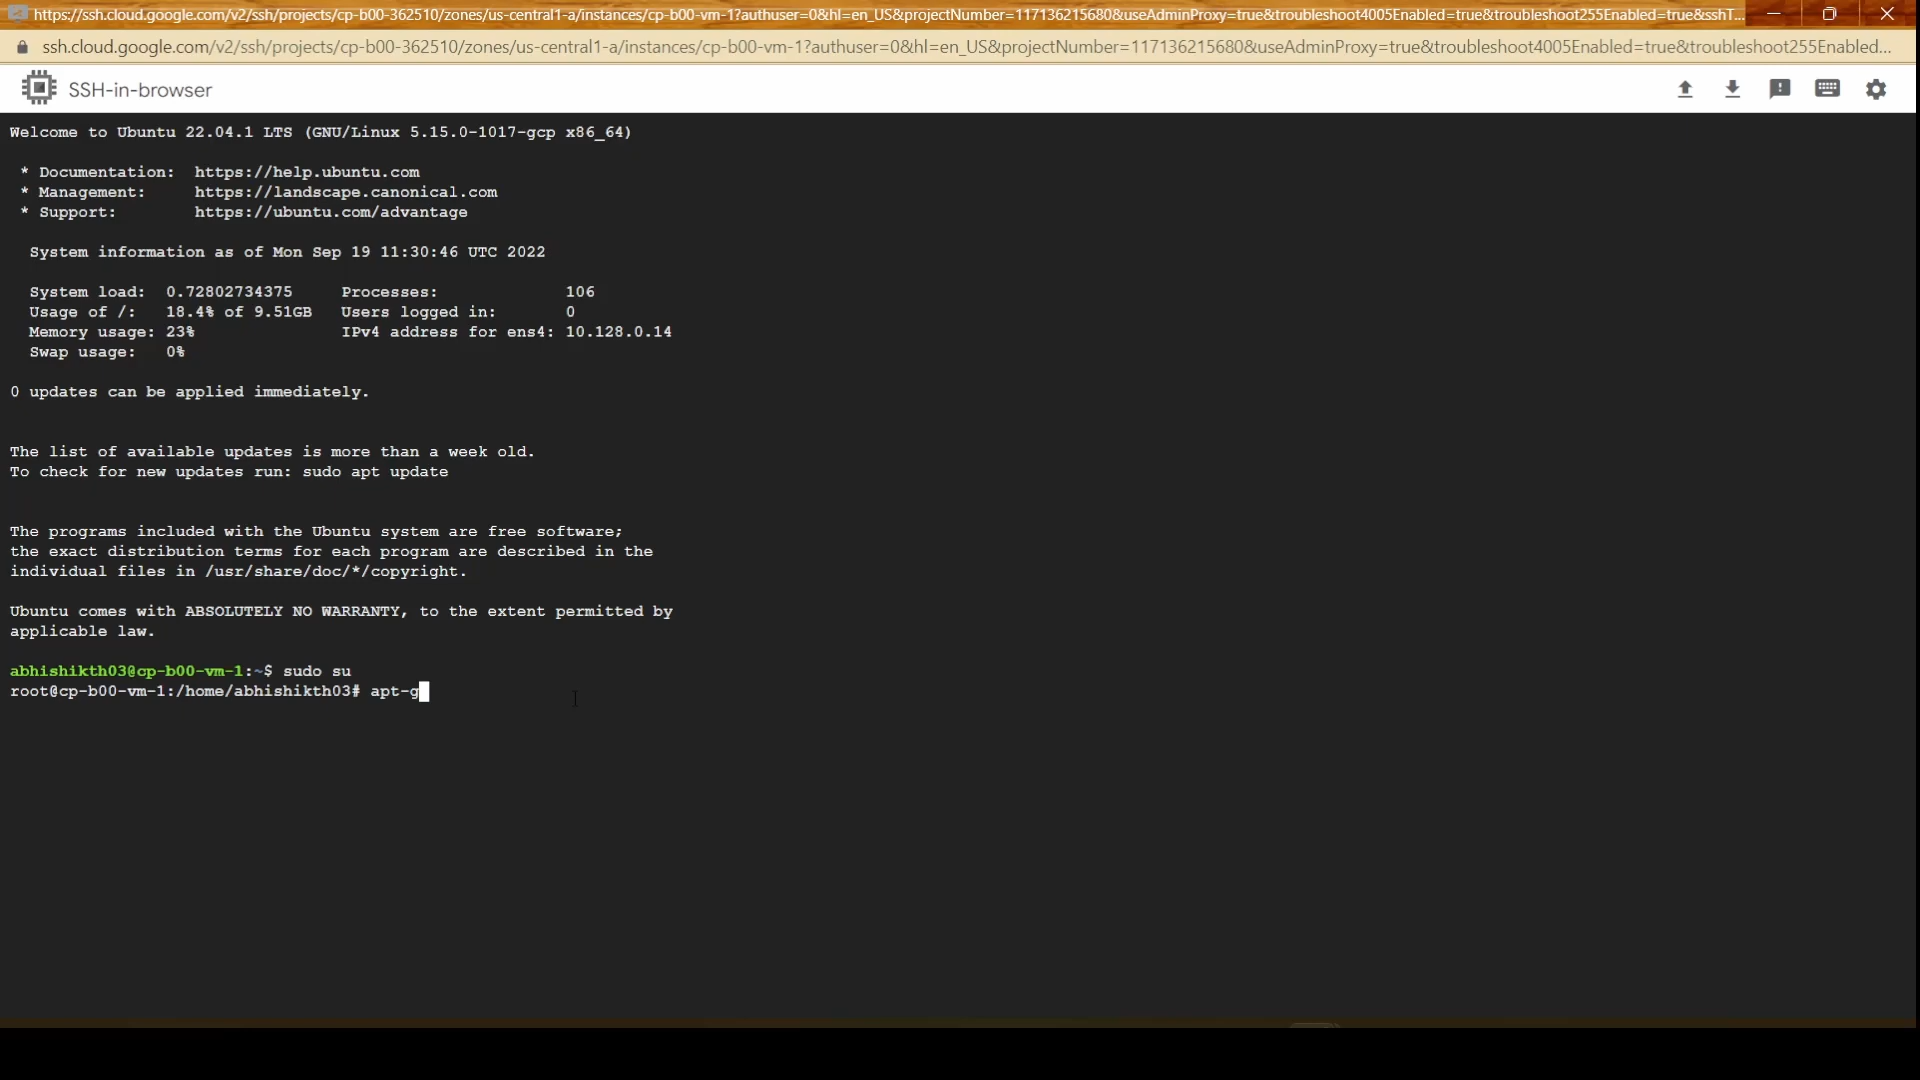 https://ssh.cloud.google.com/v2/ssh/projects/cp-b00-362510/zones/us-central1-a/instances/cp-b00-vm-1?authuser=0&hl=en_US&projectNumber=117136215680&useAdminProxy=true&troubleshoot4005Enabled=true&troubleshoot255Enabled=true&sshT...
ssh.cloud.google.com/v2/ssh/projects/cp-b00-362510/zones/us-central1-a/instances/cp-b00-vm-1?authuser=0&hl=en_US&projectNumber=117136215680&useAdminProxy=true&troubleshoot4005Enabled=true&troubleshoot255Enabled...
SSH-in-browser
Welcome to Ubuntu 22.04.1 LTS (GNU/Linux 5.15.0-1017-gcp x86_64)
* Documentation:  https://help.ubuntu.com
* Management:     https://landscape.canonical.com
* Support:        https://ubuntu.com/advantage
System information as of Mon Sep 19 11:30:46 UTC 2022
System load:  0.72802734375     Processes:             106
Usage of /:   18.4% of 9.51GB   Users logged in:       0
Memory usage: 23%               IPv4 address for ens4: 10.128.0.14
Swap usage:   0%
0 updates can be applied immediately.
The list of available updates is more than a week old.
To check for new updates run: sudo apt update
The programs included with the Ubuntu system are free software;
the exact distribution terms for each program are described in the
individual files in /usr/share/doc/*/copyright.
Ubuntu comes with ABSOLUTELY NO WARRANTY, to the extent permitted by
applicable law.
abhishikth03@cp-b00-vm-1:~$ sudo su
root@cp-b00-vm-1:/home/abhishikth03# apt-g